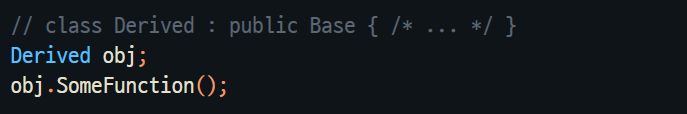 // class Derived : public Base { /* ... */ }
Derived obj;
obj.SomeFunction();